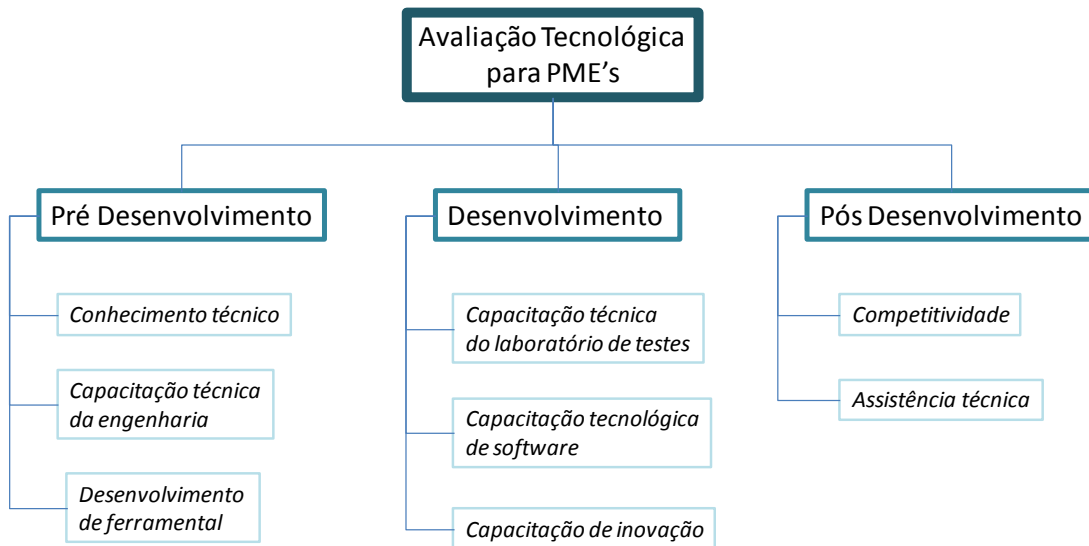 Avaliação Tecnológica
para PME’s
Pré Desenvolvimento
Conhecimento técnico
Capacitação técnica
da engenharia
Desenvolvimento
de ferramental
Desenvolvimento
Capacitação técnica
do laboratório de testes
Capacitação tecnológica
de software
Capacitação de inovação
Pós Desenvolvimento
Competitividade
Assistência técnica